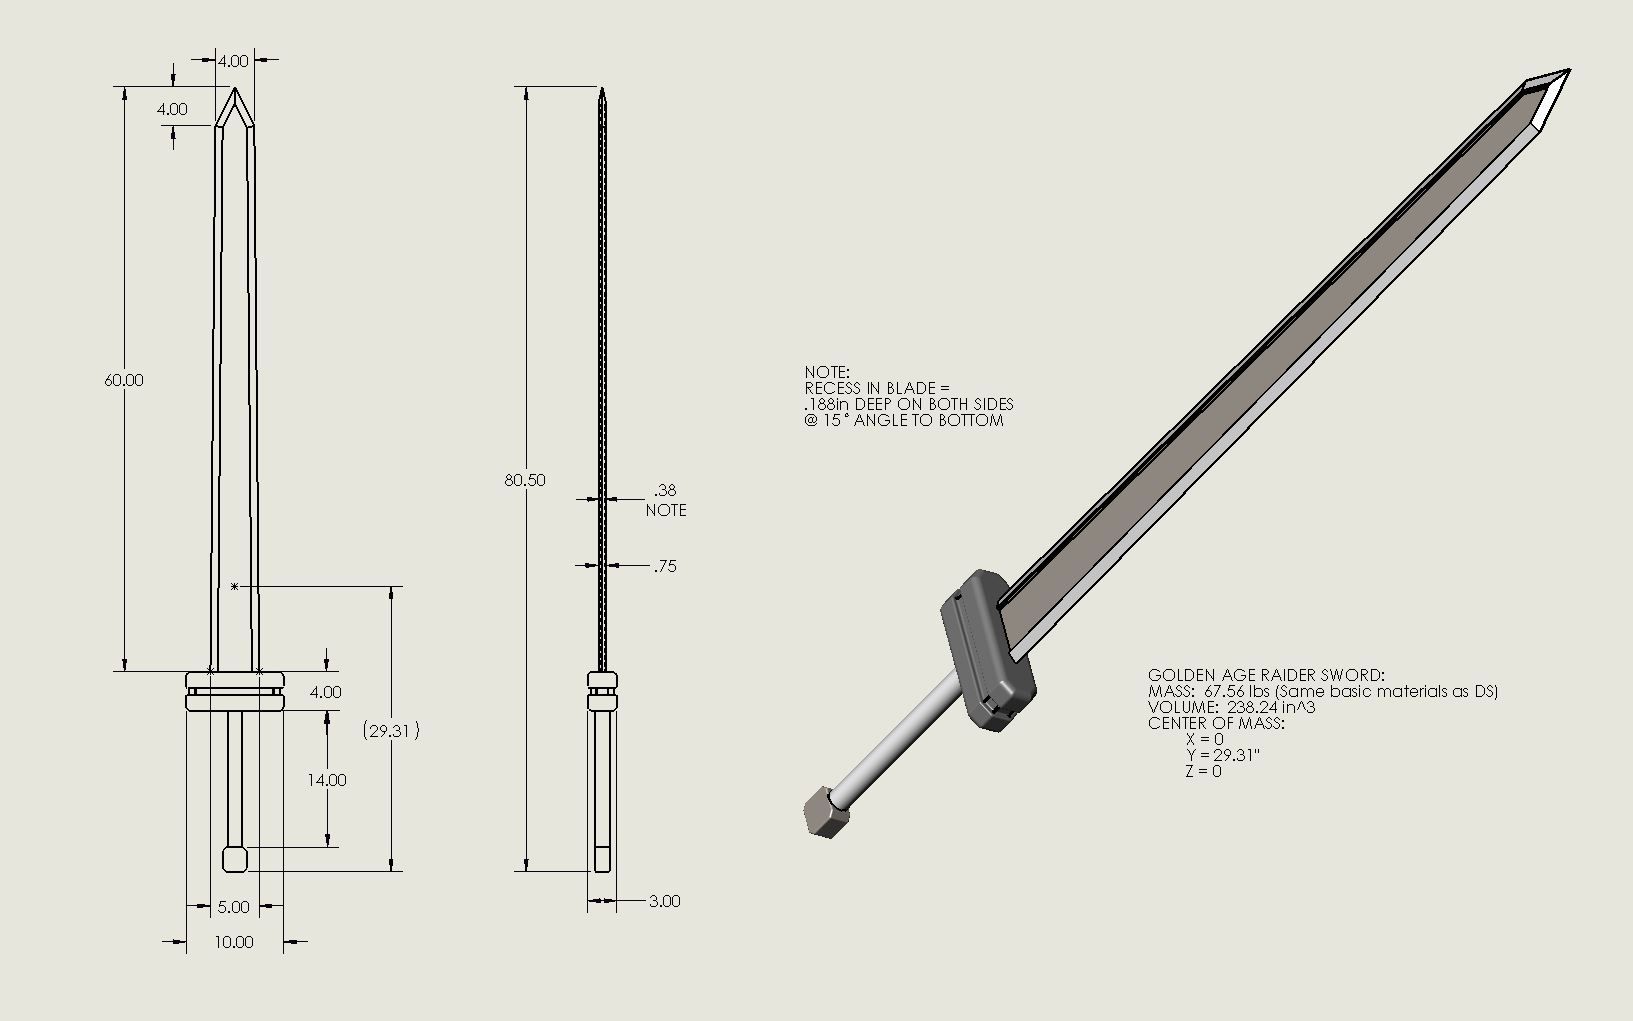 4.00
4.00
60.00
80.50
.38
NOTE
.75
4.00
(29.31)
14.00
5.00
10.00
3.00
NOTE:
RECESS IN BLADE =
.188in DEEP ON BOTH SIDES
@ 15° ANGLE TO BOTTOM
GOLDEN AGE RAIDER SWORD:
MASS: 67.56 lbs (Same basic materials as DS)
VOLUME: 238.24 in^3
CENTER OF MASS:
X = 0
Y = 29.31"
Z = 0